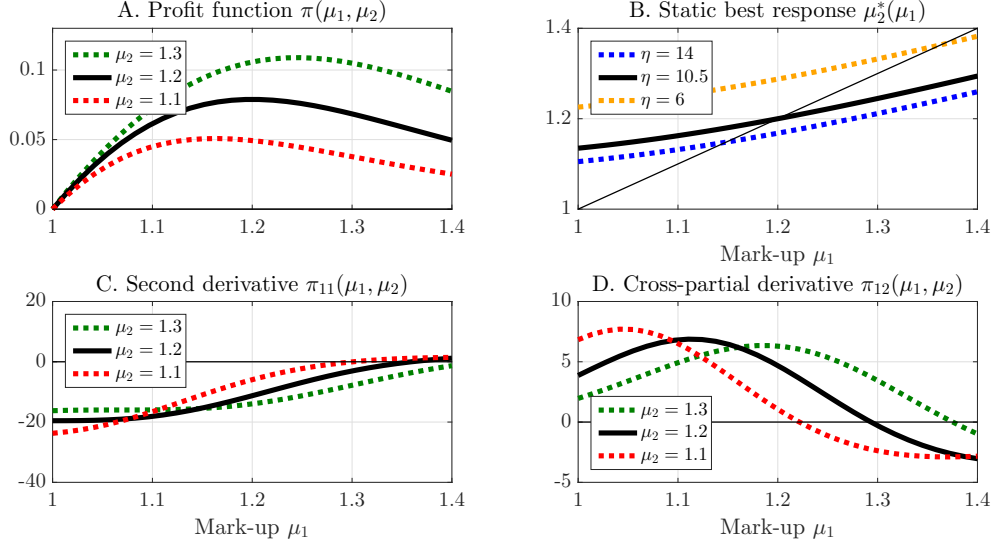 A. Profit function π(μ₁, μ₂)
μ₂ = 1.3
μ₂ = 1.2
μ₂ = 1.1
0.1
0.05
0
1
1.1
1.2
1.3
1.4
B. Static best response μ₂*(μ₁)
η = 14
η = 10.5
η = 6
1.4
1.2
1
1
1.1
1.2
1.3
1.4
Mark-up μ₁
C. Second derivative π₁₁(μ₁, μ₂)
μ₂ = 1.3
μ₂ = 1.2
μ₂ = 1.1
20
0
-20
-40
1
1.1
1.2
1.3
1.4
Mark-up μ₁
D. Cross-partial derivative π₁₂(μ₁, μ₂)
10
5
0
-5
μ₂ = 1.3
μ₂ = 1.2
μ₂ = 1.1
1
1.1
1.2
1.3
1.4
Mark-up μ₁